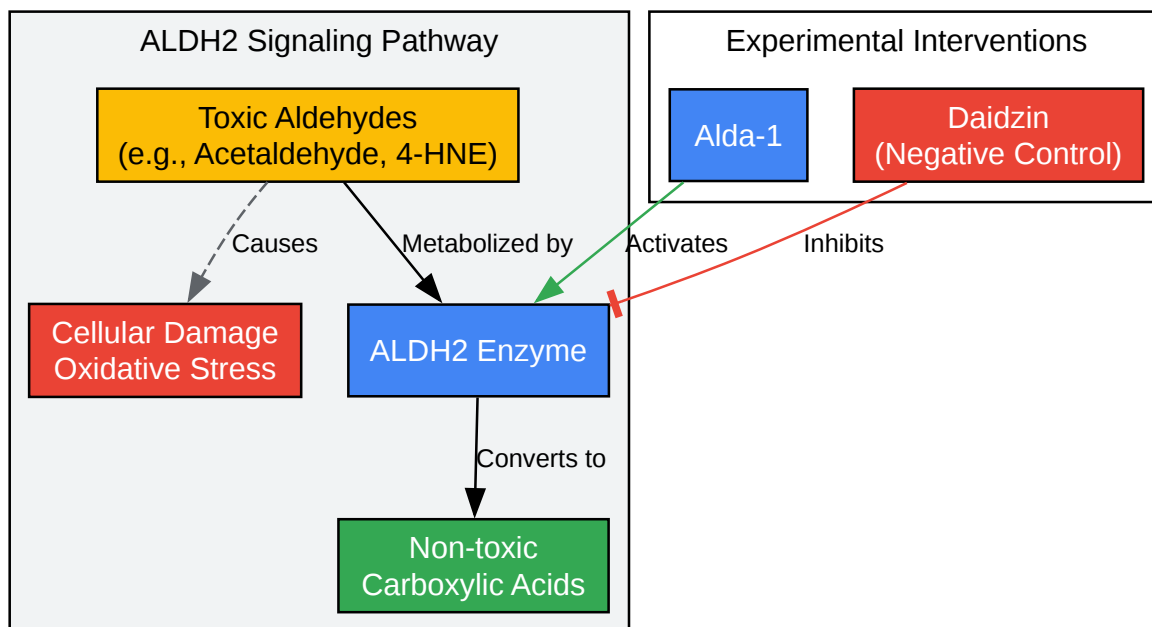 ALDH2 Signaling Pathway
Experimental Interventions
Toxic Aldehydes
(e.g., Acetaldehyde, 4-HNE)
Alda-1
Daidzin
(Negative Control)
Causes
Metabolized by
Activates
Inhibits
Cellular Damage
Oxidative Stress
ALDH2 Enzyme
Converts to
Non-toxic
Carboxylic Acids